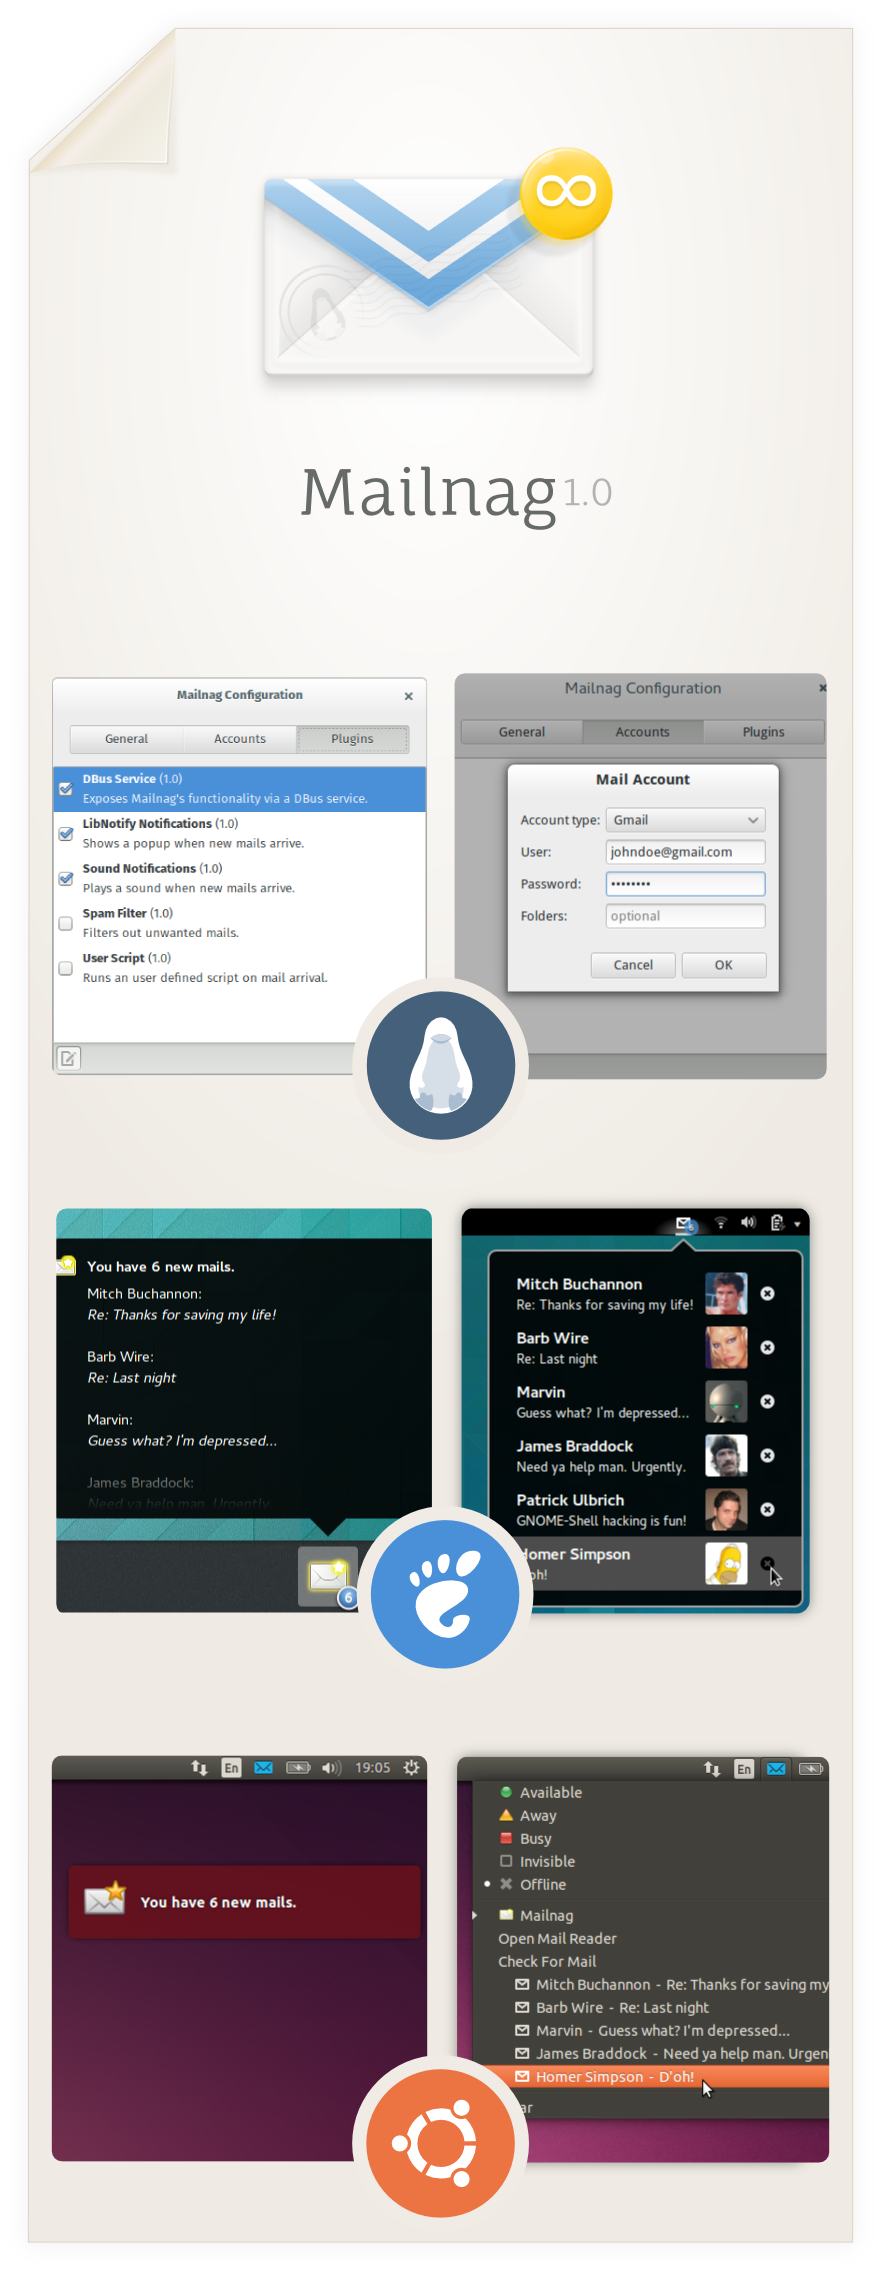 Mailnag 1.0
Mailnag Configuration
General
Accounts
Plugins
DBus Service (1.0)
Exposes Mailnag's functionality via a DBus service.
LibNotify Notifications (1.0)
Shows a popup when new mails arrive.
Sound Notifications (1.0)
Plays a sound when new mails arrive.
Spam Filter (1.0)
Filters out unwanted mails.
User Script (1.0)
Runs an user defined script on mail arrival.
Mailnag Configuration
General
Accounts
Plugins
Mail Account
Account type: Gmail
User: johndoe@gmail.com
Password: ••••••••
Folders: optional
Cancel
OK
You have 6 new mails.
Mitch Buchannon:
Re: Thanks for saving my life!
Barb Wire:
Re: Last night
Marvin:
Guess what? I'm depressed...
James Braddock:
Need ya help man. Urgently.
6
6
Mitch Buchannon
Re: Thanks for saving my life!
Barb Wire
Re: Last night
Marvin
Guess what? I'm depressed...
James Braddock
Need ya help man. Urgently.
Patrick Ulbrich
GNOME-Shell hacking is fun!
Homer Simpson
oh!
En 19:05
You have 6 new mails.
En
Available
Away
Busy
Invisible
Offline
Mailnag
Open Mail Reader
Check For Mail
Mitch Buchannon - Re: Thanks for saving my
Barb Wire - Re: Last night
Marvin - Guess what? I'm depressed...
James Braddock - Need ya help man. Urgen
Homer Simpson - D'oh!
ar